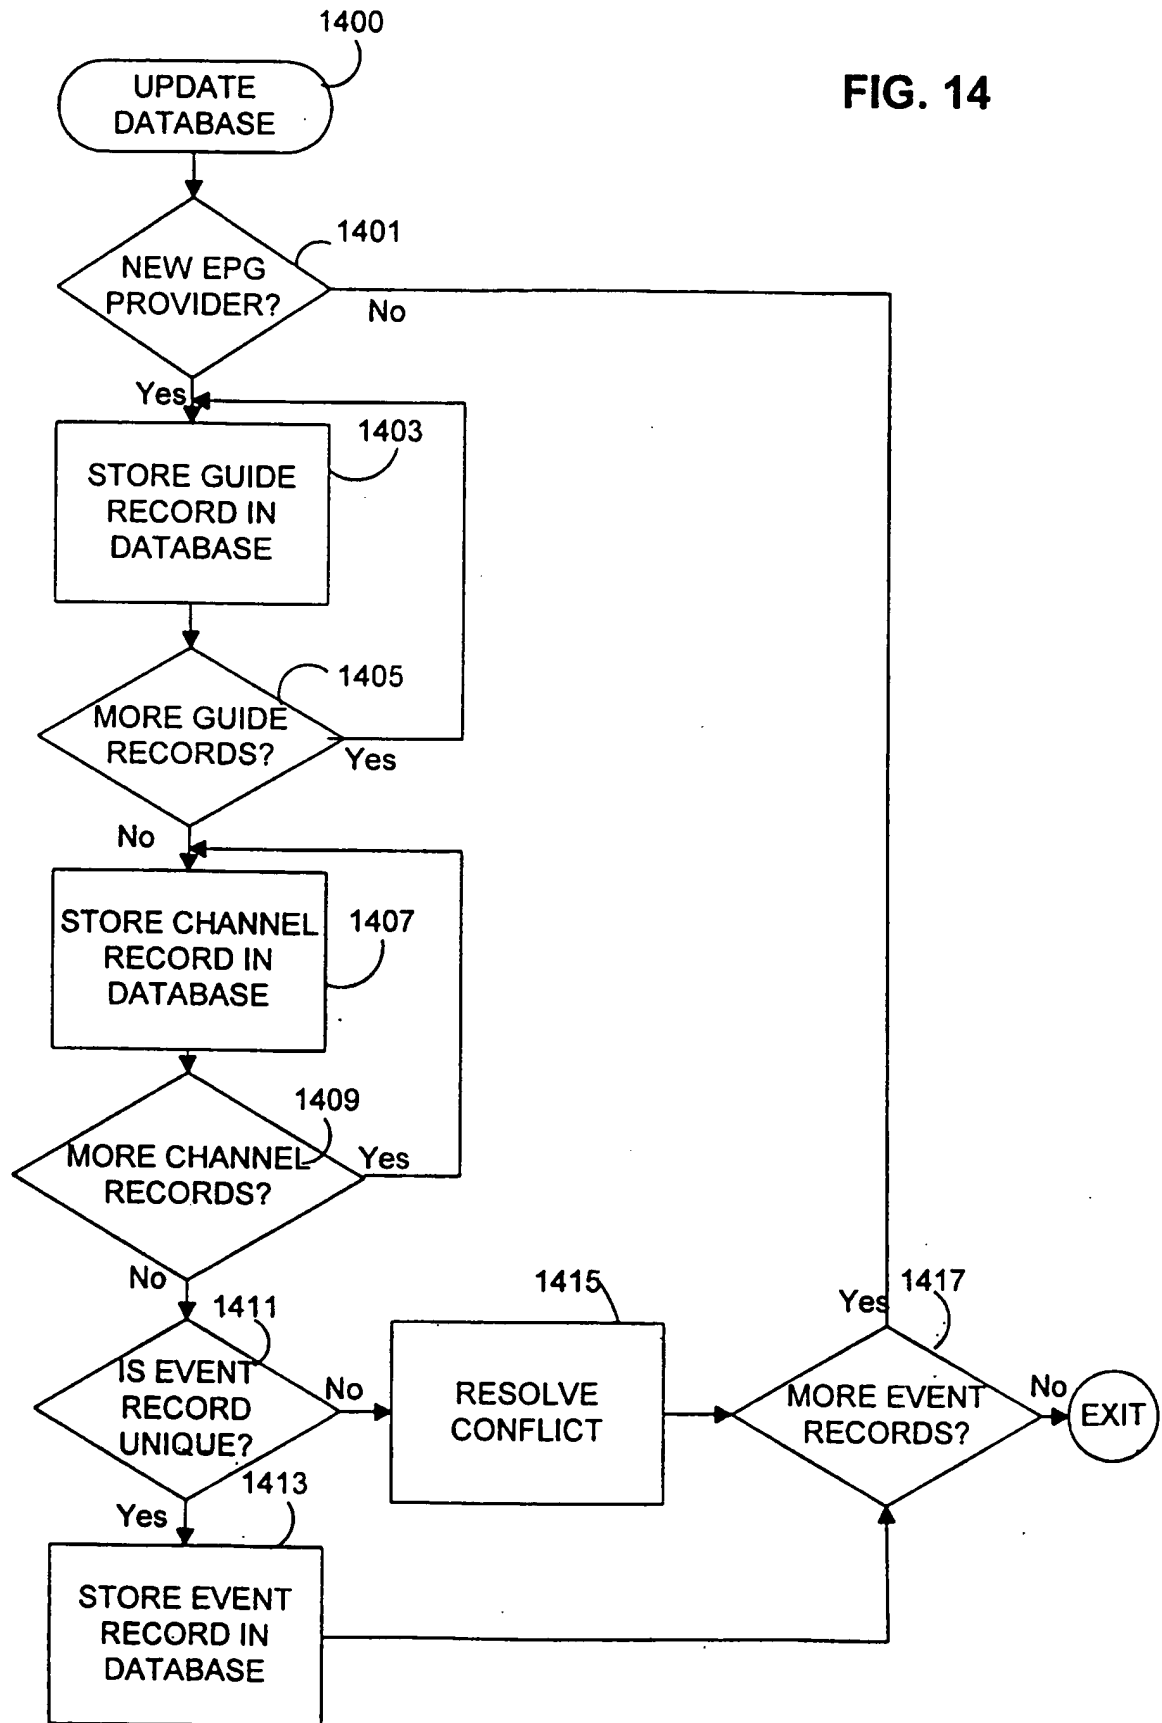 1400
UPDATE
DATABASE
FIG. 14
1401
NEW EPG
PROVIDER?
No
Yes
1403
STORE GUIDE
RECORD IN
DATABASE
1405
MORE GUIDE
RECORDS?
Yes
No
STORE CHANNEL
RECORD IN
DATABASE
1407
1409
MORE CHANNEL
RECORDS?
Yes
No
1411
IS EVENT
RECORD
UNIQUE?
No
1415
RESOLVE
CONFLICT
Yes
1417
MORE EVENT
RECORDS?
No
EXIT
1413
Yes
STORE EVENT
RECORD IN
DATABASE